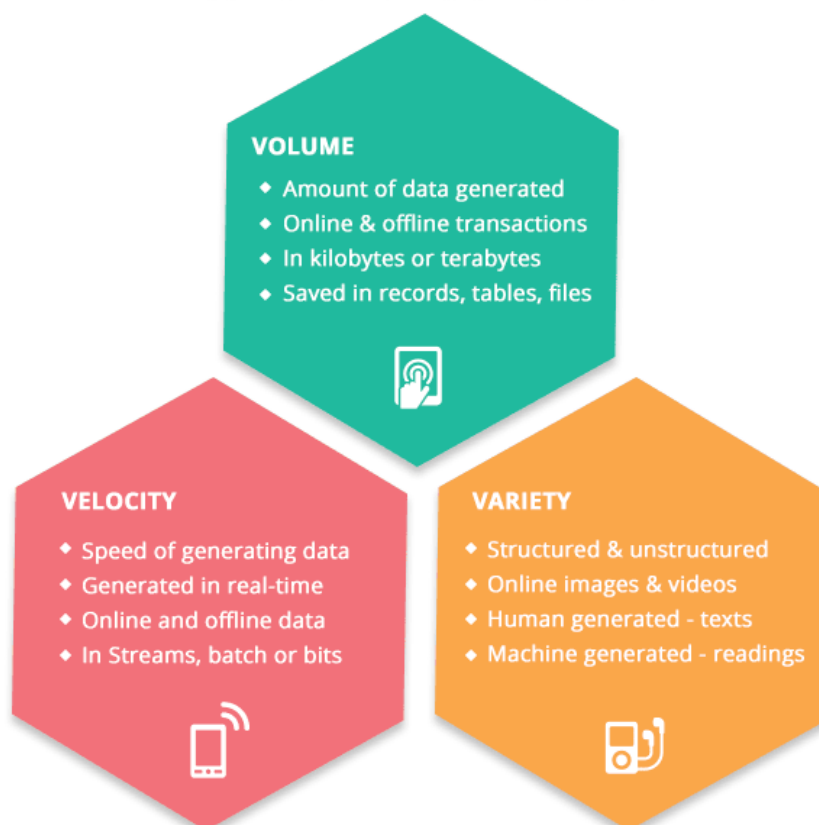 VOLUME
◆ Amount of data generated
◆ Online & offline transactions
◆ In kilobytes or terabytes
◆ Saved in records, tables, files
VELOCITY
◆ Speed of generating data
◆ Generated in real-time
◆ Online and offline data
◆ In Streams, batch or bits
VARIETY
◆ Structured & unstructured
◆ Online images & videos
◆ Human generated - texts
◆ Machine generated - readings